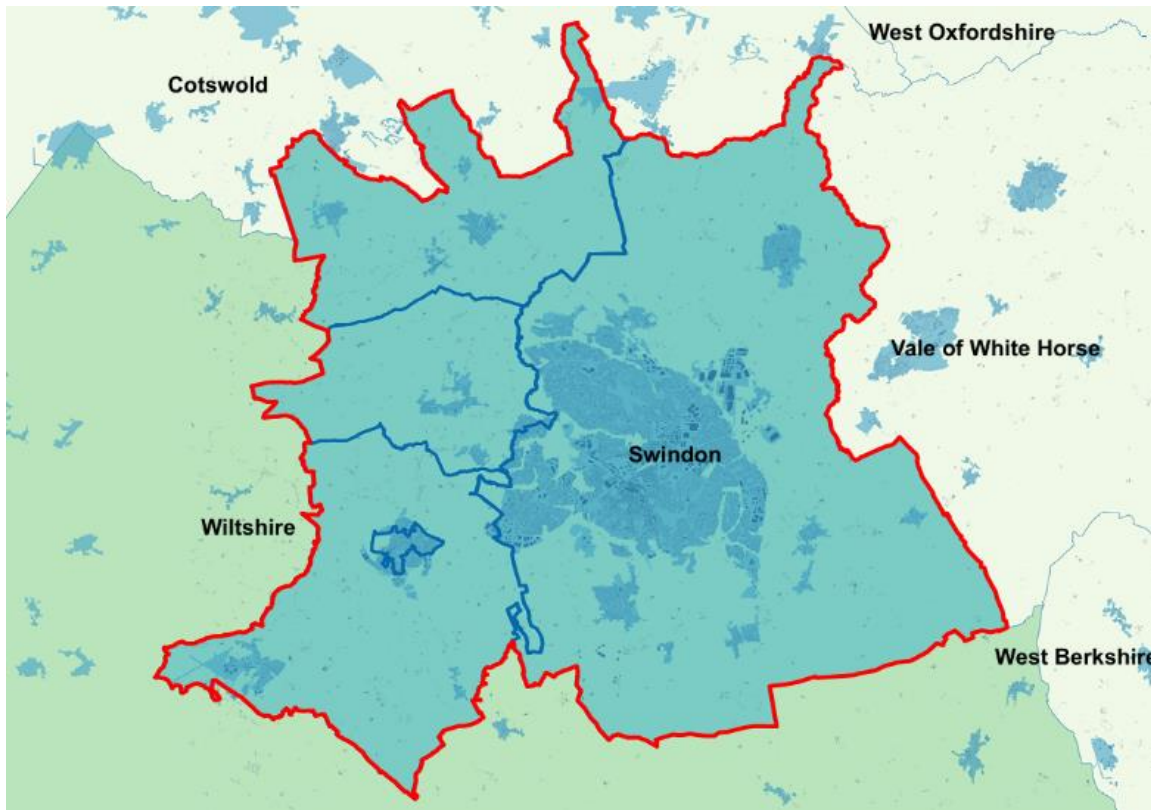 West Oxfordshire
Cotswold
Vale of White Horse
Swindon
Wiltshire
West Berkshire